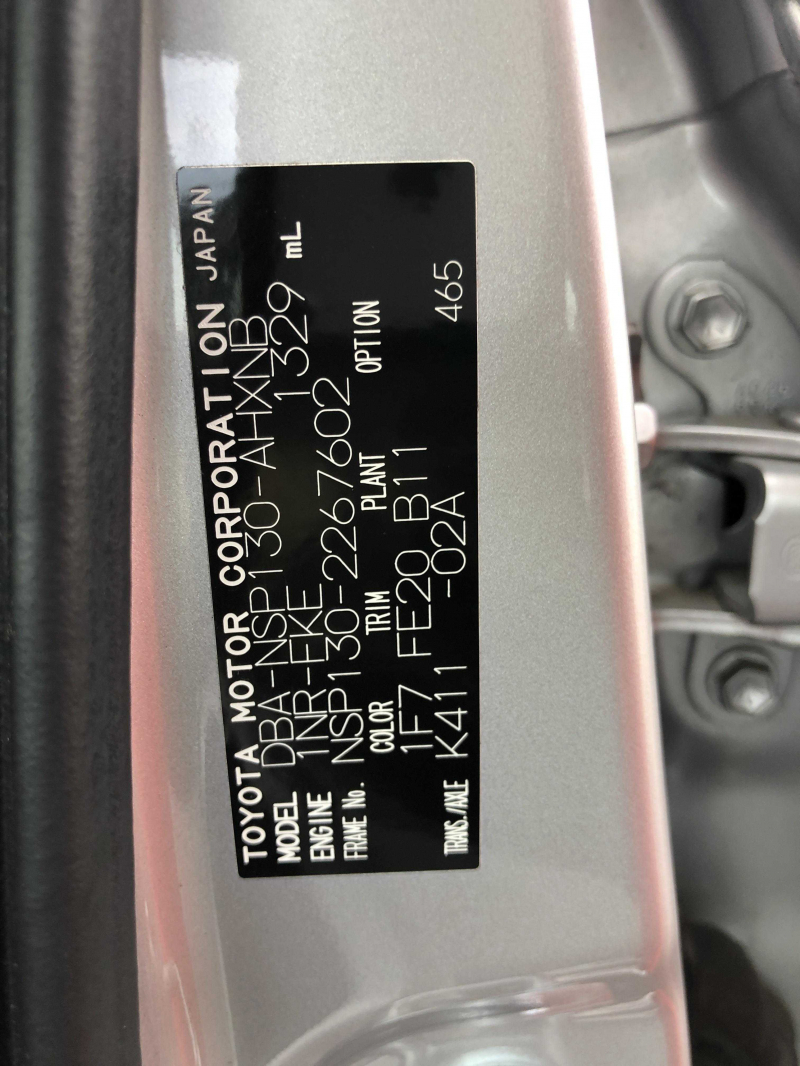 TOYOTA MOTOR CORPORATION JAPAN
MODEL DBA-NSP130-AHXNB
ENGINE 1NR-FKE 1329 mL
FRAME No. NSP130-2267602
COLOR TRIM PLANT OPTION
1F7 FE20 B11
TRANS./AXLE K411 -02A 465